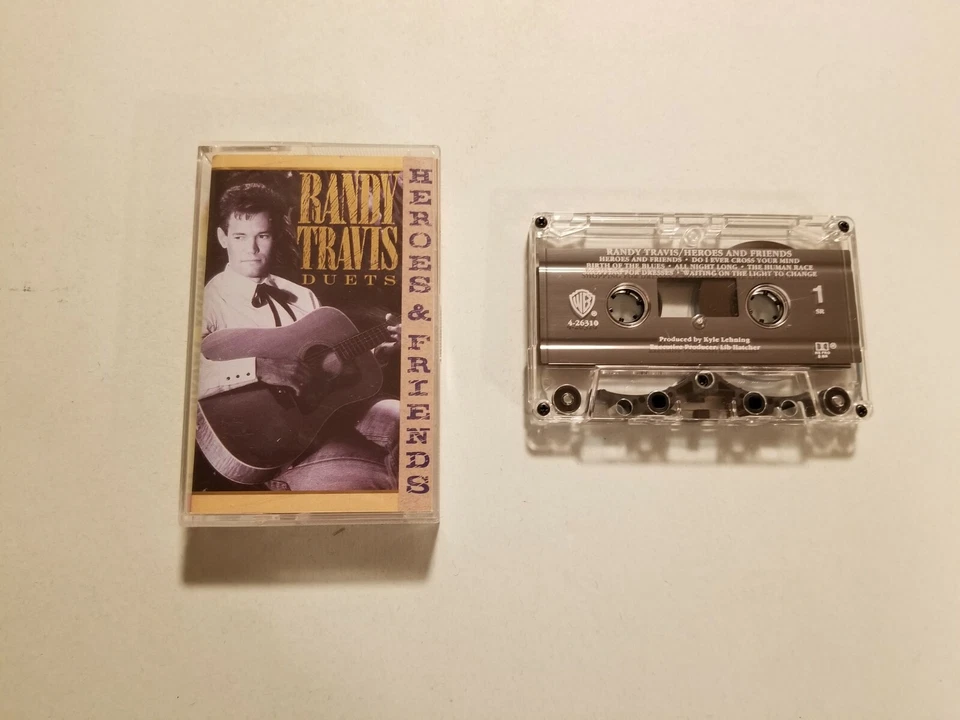 RANDY
TRAVIS
DUETS
HEROES & FRIENDS
RANDY TRAVIS/HEROES AND FRIENDS
HEROES AND FRIENDS • DO I EVER CROSS YOUR MIND
BIRTH OF THE BLUES • ALL NIGHT LONG • THE HUMAN RACE
SHOPPING FOR DRESSES • WAITING ON THE LIGHT TO CHANGE
WB ®
4-26310
1
SR
Produced by Kyle Lehning
Executive Producer: Lib Hatcher